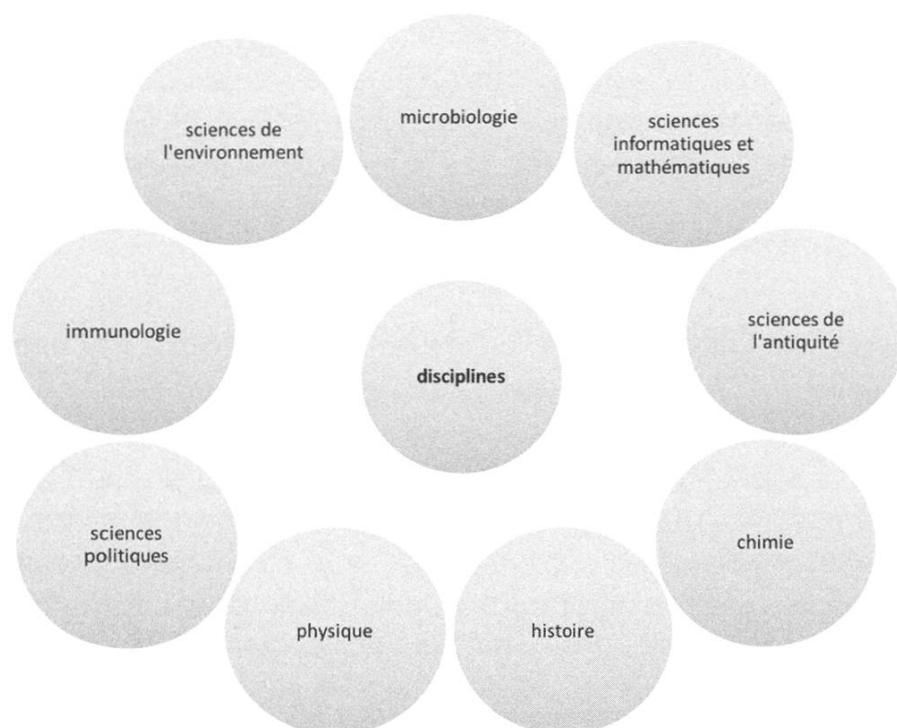 microbiologie
sciences de
l'environnement
sciences
informatiques et
mathématiques
immunologie
sciences de
l'antiquité
disciplines
sciences
politiques
chimie
physique
histoire